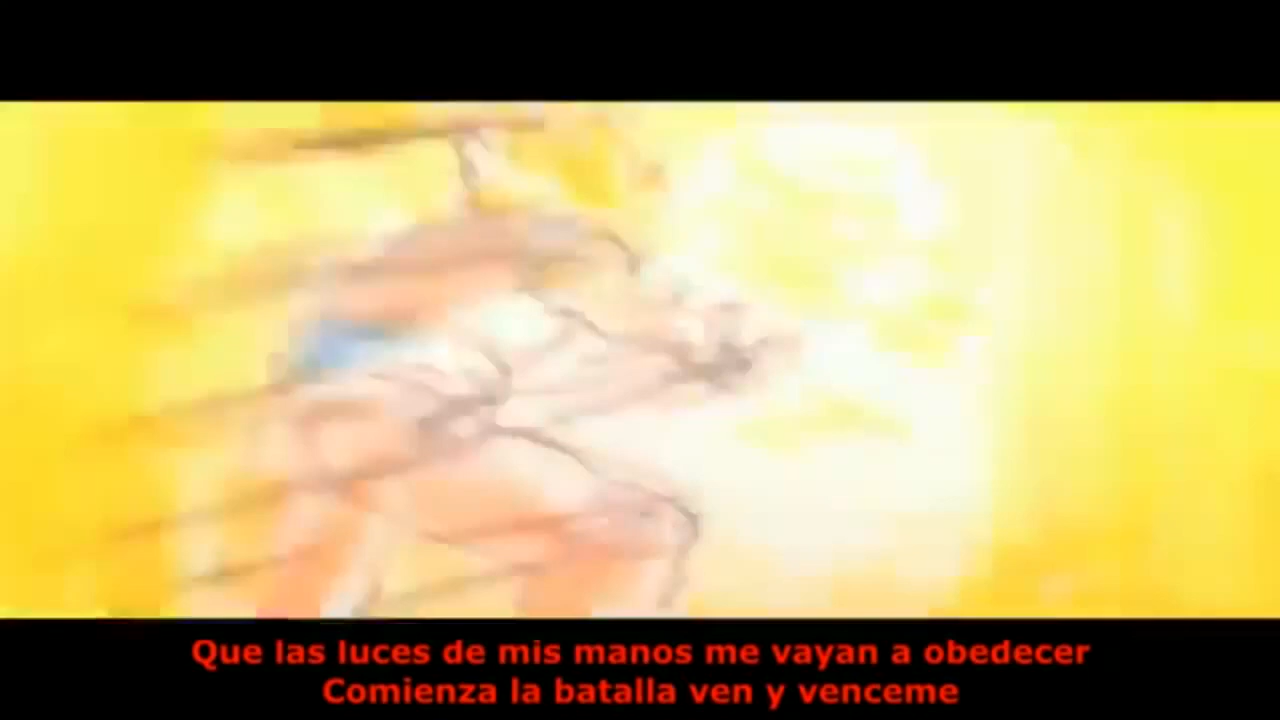 Que las luces de mis manos me vayan a obedecer
Comienza la batalla ven y venceme